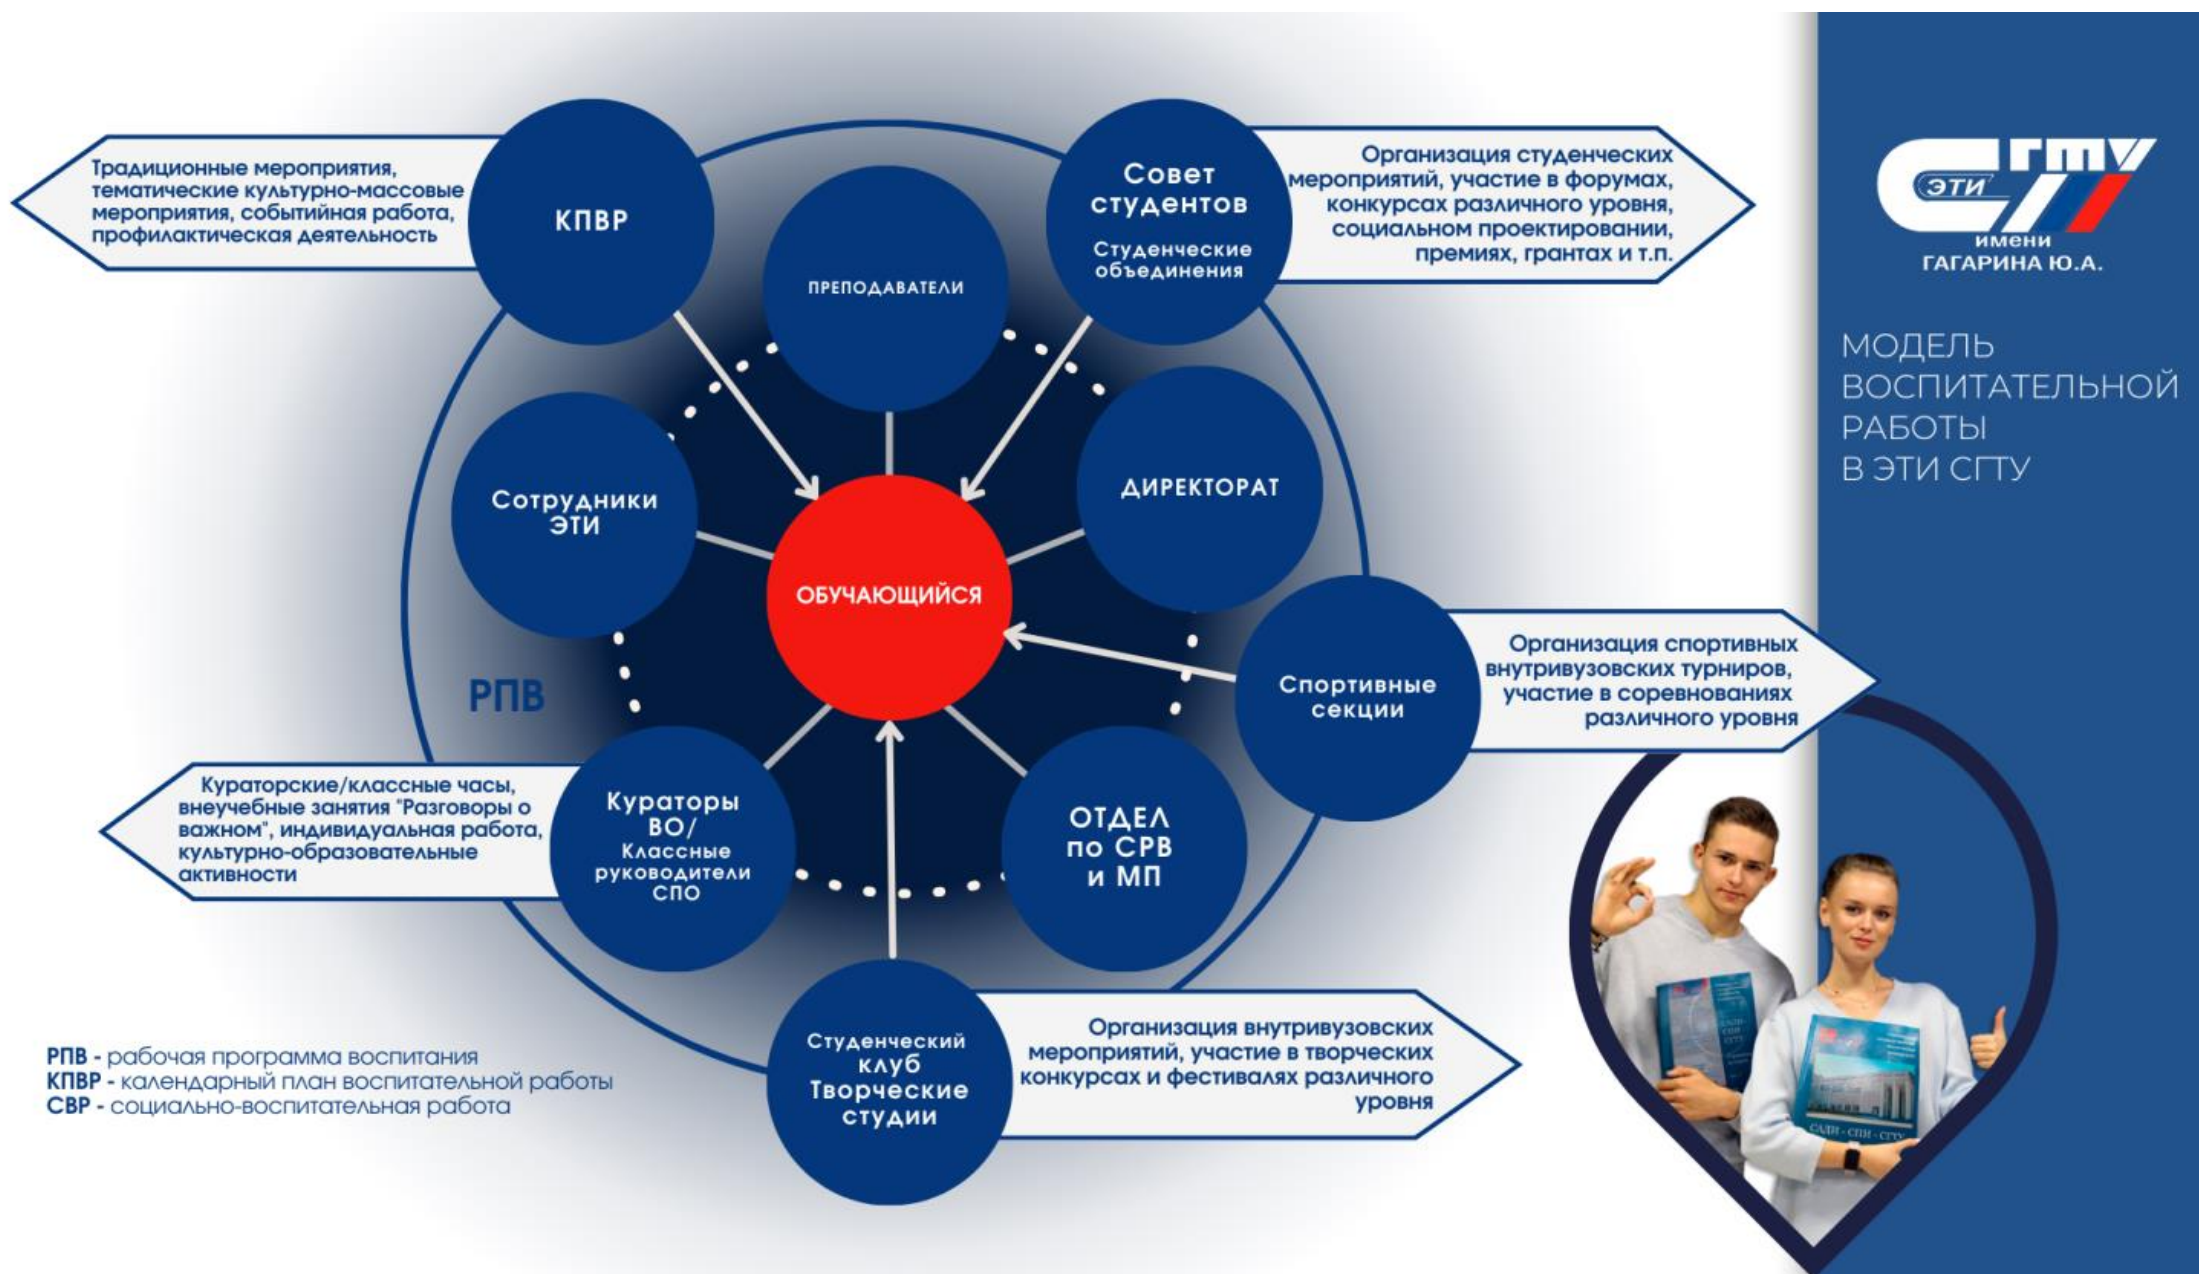 Традиционные мероприятия,
тематические культурно-массовые
мероприятия, событийная работа,
профилактическая деятельность
КПВР
ПРЕПОДАВАТЕЛИ
Совет
студентов
Студенческие
объединения
Организация студенческих
мероприятий, участие в форумах,
конкурсах различного уровня,
социальном проектировании,
премиях, грантах и т.п.
Сотрудники
ЭТИ
ДИРЕКТОРАТ
ОБУЧАЮЩИЙСЯ
РПВ
Спортивные
секции
Организация спортивных
внутривузовских турниров,
участие в соревнованиях
различного уровня
Кураторские/классные часы,
внеучебные занятия "Разговоры о
важном", индивидуальная работа,
культурно-образовательные
активности
Кураторы
ВО/
Классные
руководители
СПО
ОТДЕЛ
по СРВ
и МП
Студенческий
клуб
Творческие
студии
Организация внутривузовских
мероприятий, участие в творческих
конкурсах и фестивалях различного
уровня
РПВ - рабочая программа воспитания
КПВР - календарный план воспитательной работы
СВР - социально-воспитательная работа
СГТУ
ЭТИ
имени
ГАГАРИНА Ю.А.
МОДЕЛЬ
ВОСПИТАТЕЛЬНОЙ
РАБОТЫ
В ЭТИ СГТУ
САДИ - СПИ - СГТУ